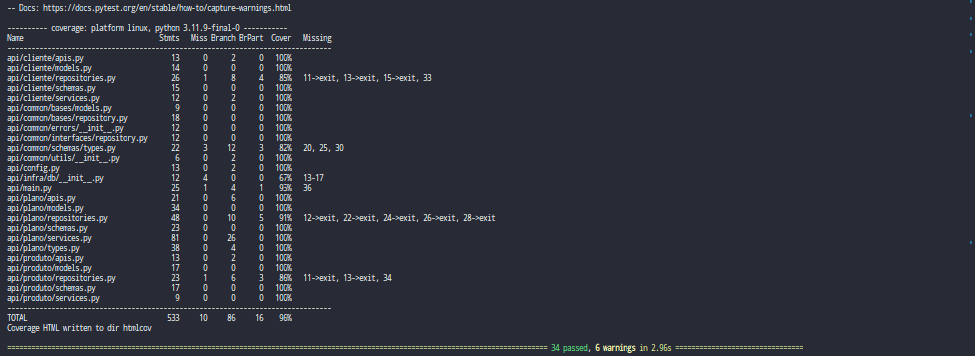 -- Docs: https://docs.pytest.org/en/stable/how-to/capture-warnings.html
---------- coverage: platform linux, python 3.11.9-final-0 -----------
Name Stmts Miss Branch BrPart Cover Missing
--------------------------------------------------------------------------------
api/cliente/apis.py 13 0 2 0 100%
api/cliente/models.py 14 0 0 0 100%
api/cliente/repositories.py 26 1 8 4 85% 11->exit, 13->exit, 15->exit, 33
api/cliente/schemas.py 15 0 0 0 100%
api/cliente/services.py 12 0 2 0 100%
api/common/bases/models.py 9 0 0 0 100%
api/common/bases/repository.py 18 0 0 0 100%
api/common/errors/__init__.py 12 0 0 0 100%
api/common/interfaces/repository.py 12 0 0 0 100%
api/common/schemas/types.py 22 3 12 3 82% 20, 25, 30
api/common/utils/__init__.py 6 0 2 0 100%
api/config.py 13 0 2 0 100%
api/infra/db/__init__.py 12 4 0 0 67% 13-17
api/main.py 25 1 4 1 93% 36
api/plano/apis.py 21 0 6 0 100%
api/plano/models.py 34 0 0 0 100%
api/plano/repositories.py 48 0 10 5 91% 12->exit, 22->exit, 24->exit, 26->exit, 28->exit
api/plano/schemas.py 23 0 0 0 100%
api/plano/services.py 81 0 26 0 100%
api/plano/types.py 38 0 4 0 100%
api/produto/apis.py 13 0 2 0 100%
api/produto/models.py 17 0 0 0 100%
api/produto/repositories.py 23 1 6 3 86% 11->exit, 13->exit, 34
api/produto/schemas.py 17 0 0 0 100%
api/produto/services.py 9 0 0 0 100%
--------------------------------------------------------------------------------
TOTAL 533 10 86 16 96%
Coverage HTML written to dir htmlcov
======================== 34 passed, 6 warnings in 2.96s ========================